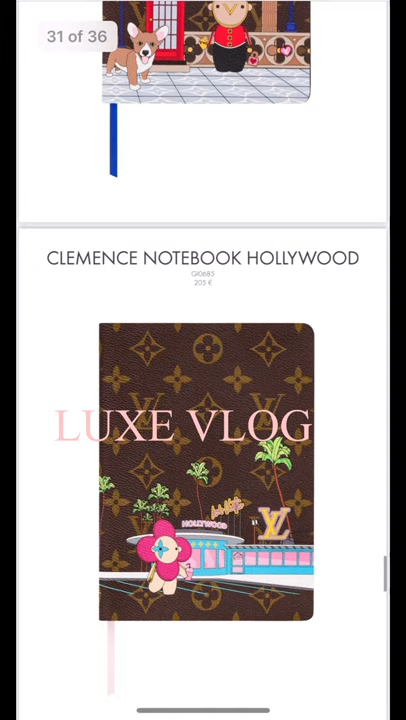 31 of 36
CLEMENCE NOTEBOOK HOLLYWOOD
GI0685
205 €
LUXE VLOG
HOLLYWOOD
LV